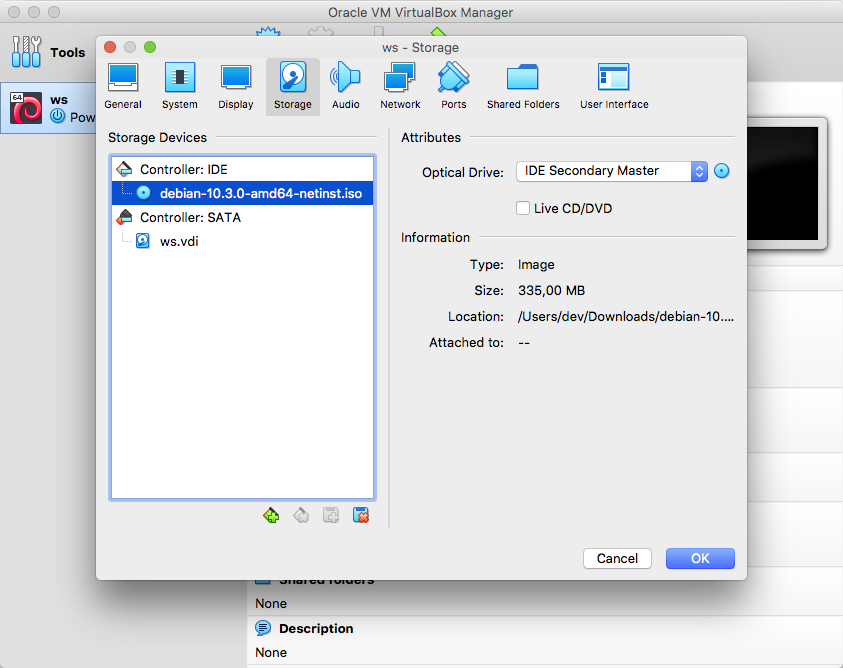 Oracle VM VirtualBox Manager
Tools
ws - Storage
General System Display Storage Audio Network Ports Shared Folders User Interface
64
ws
Pow
Storage Devices
Controller: IDE
debian-10.3.0-amd64-netinst.iso
Controller: SATA
ws.vdi
Attributes
Optical Drive: IDE Secondary Master
Live CD/DVD
Information
Type: Image
Size: 335,00 MB
Location: /Users/dev/Downloads/debian-10....
Attached to: --
Cancel OK
Shared folders
None
Description
None